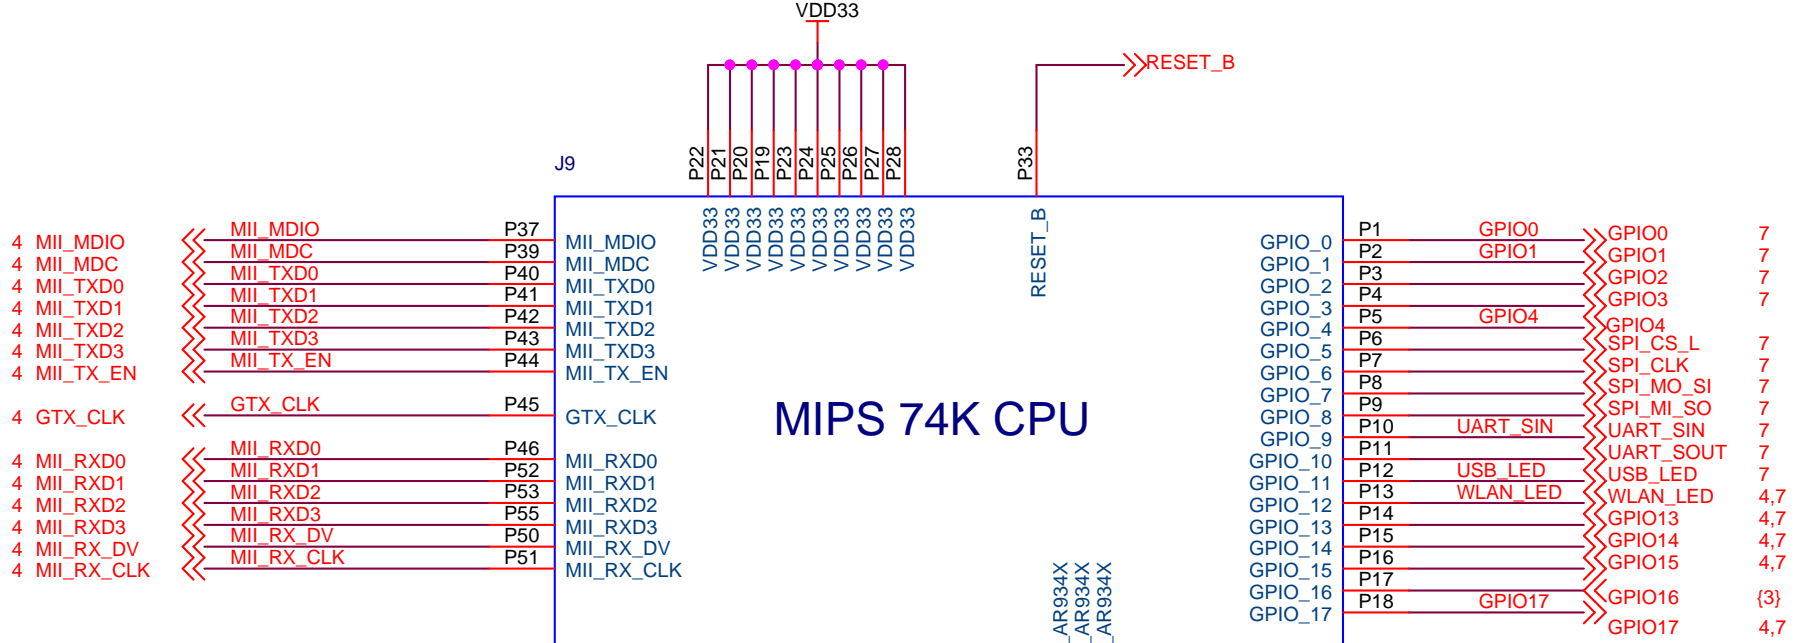 VDD33
RESET_B
J9
P22 P21 P20 P19 P23 P24 P25 P26 P27 P28 P33
VDD33 VDD33 VDD33 VDD33 VDD33 VDD33 VDD33 VDD33 VDD33 VDD33 RESET_B
4 MII_MDIO MII_MDIO P37 MII_MDIO
4 MII_MDC MII_MDC P39 MII_MDC
4 MII_TXD0 MII_TXD0 P40 MII_TXD0
4 MII_TXD1 MII_TXD1 P41 MII_TXD1
4 MII_TXD2 MII_TXD2 P42 MII_TXD2
4 MII_TXD3 MII_TXD3 P43 MII_TXD3
4 MII_TX_EN MII_TX_EN P44 MII_TX_EN
4 GTX_CLK GTX_CLK P45 GTX_CLK
4 MII_RXD0 MII_RXD0 P46 MII_RXD0
4 MII_RXD1 MII_RXD1 P52 MII_RXD1
4 MII_RXD2 MII_RXD2 P53 MII_RXD2
4 MII_RXD3 MII_RXD3 P55 MII_RXD3
4 MII_RX_DV MII_RX_DV P50 MII_RX_DV
4 MII_RX_CLK MII_RX_CLK P51 MII_RX_CLK
MIPS 74K CPU
_AR934X _AR934X _AR934X
GPIO_0 P1 GPIO0 GPIO0 7
GPIO_1 P2 GPIO1 GPIO1 7
GPIO_2 P3 GPIO2 7
GPIO_3 P4 GPIO3 7
GPIO_4 P5 GPIO4 GPIO4
GPIO_5 P6 SPI_CS_L 7
GPIO_6 P7 SPI_CLK 7
GPIO_7 P8 SPI_MO_SI 7
GPIO_8 P9 SPI_MI_SO 7
GPIO_9 P10 UART_SIN UART_SIN 7
GPIO_10 P11 UART_SOUT 7
GPIO_11 P12 USB_LED USB_LED 7
GPIO_12 P13 WLAN_LED WLAN_LED 4,7
GPIO_13 P14 GPIO13 4,7
GPIO_14 P15 GPIO14 4,7
GPIO_15 P16 GPIO15 4,7
GPIO_16 P17 GPIO16 {3}
GPIO_17 P18 GPIO17 GPIO17 4,7